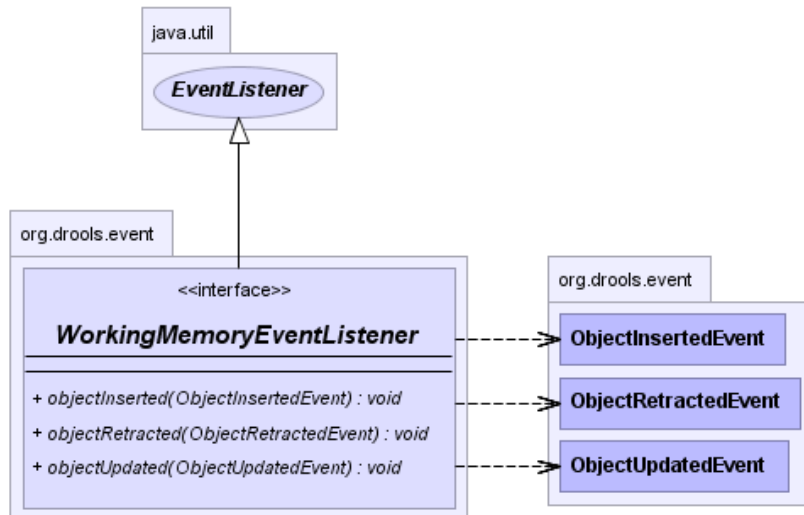 java.util
EventListener
org.drools.event
<<interface>>
WorkingMemoryEventListener
+ objectInserted(ObjectInsertedEvent) : void
+ objectRetracted(ObjectRetractedEvent) : void
+ objectUpdated(ObjectUpdatedEvent) : void
org.drools.event
ObjectInsertedEvent
ObjectRetractedEvent
ObjectUpdatedEvent